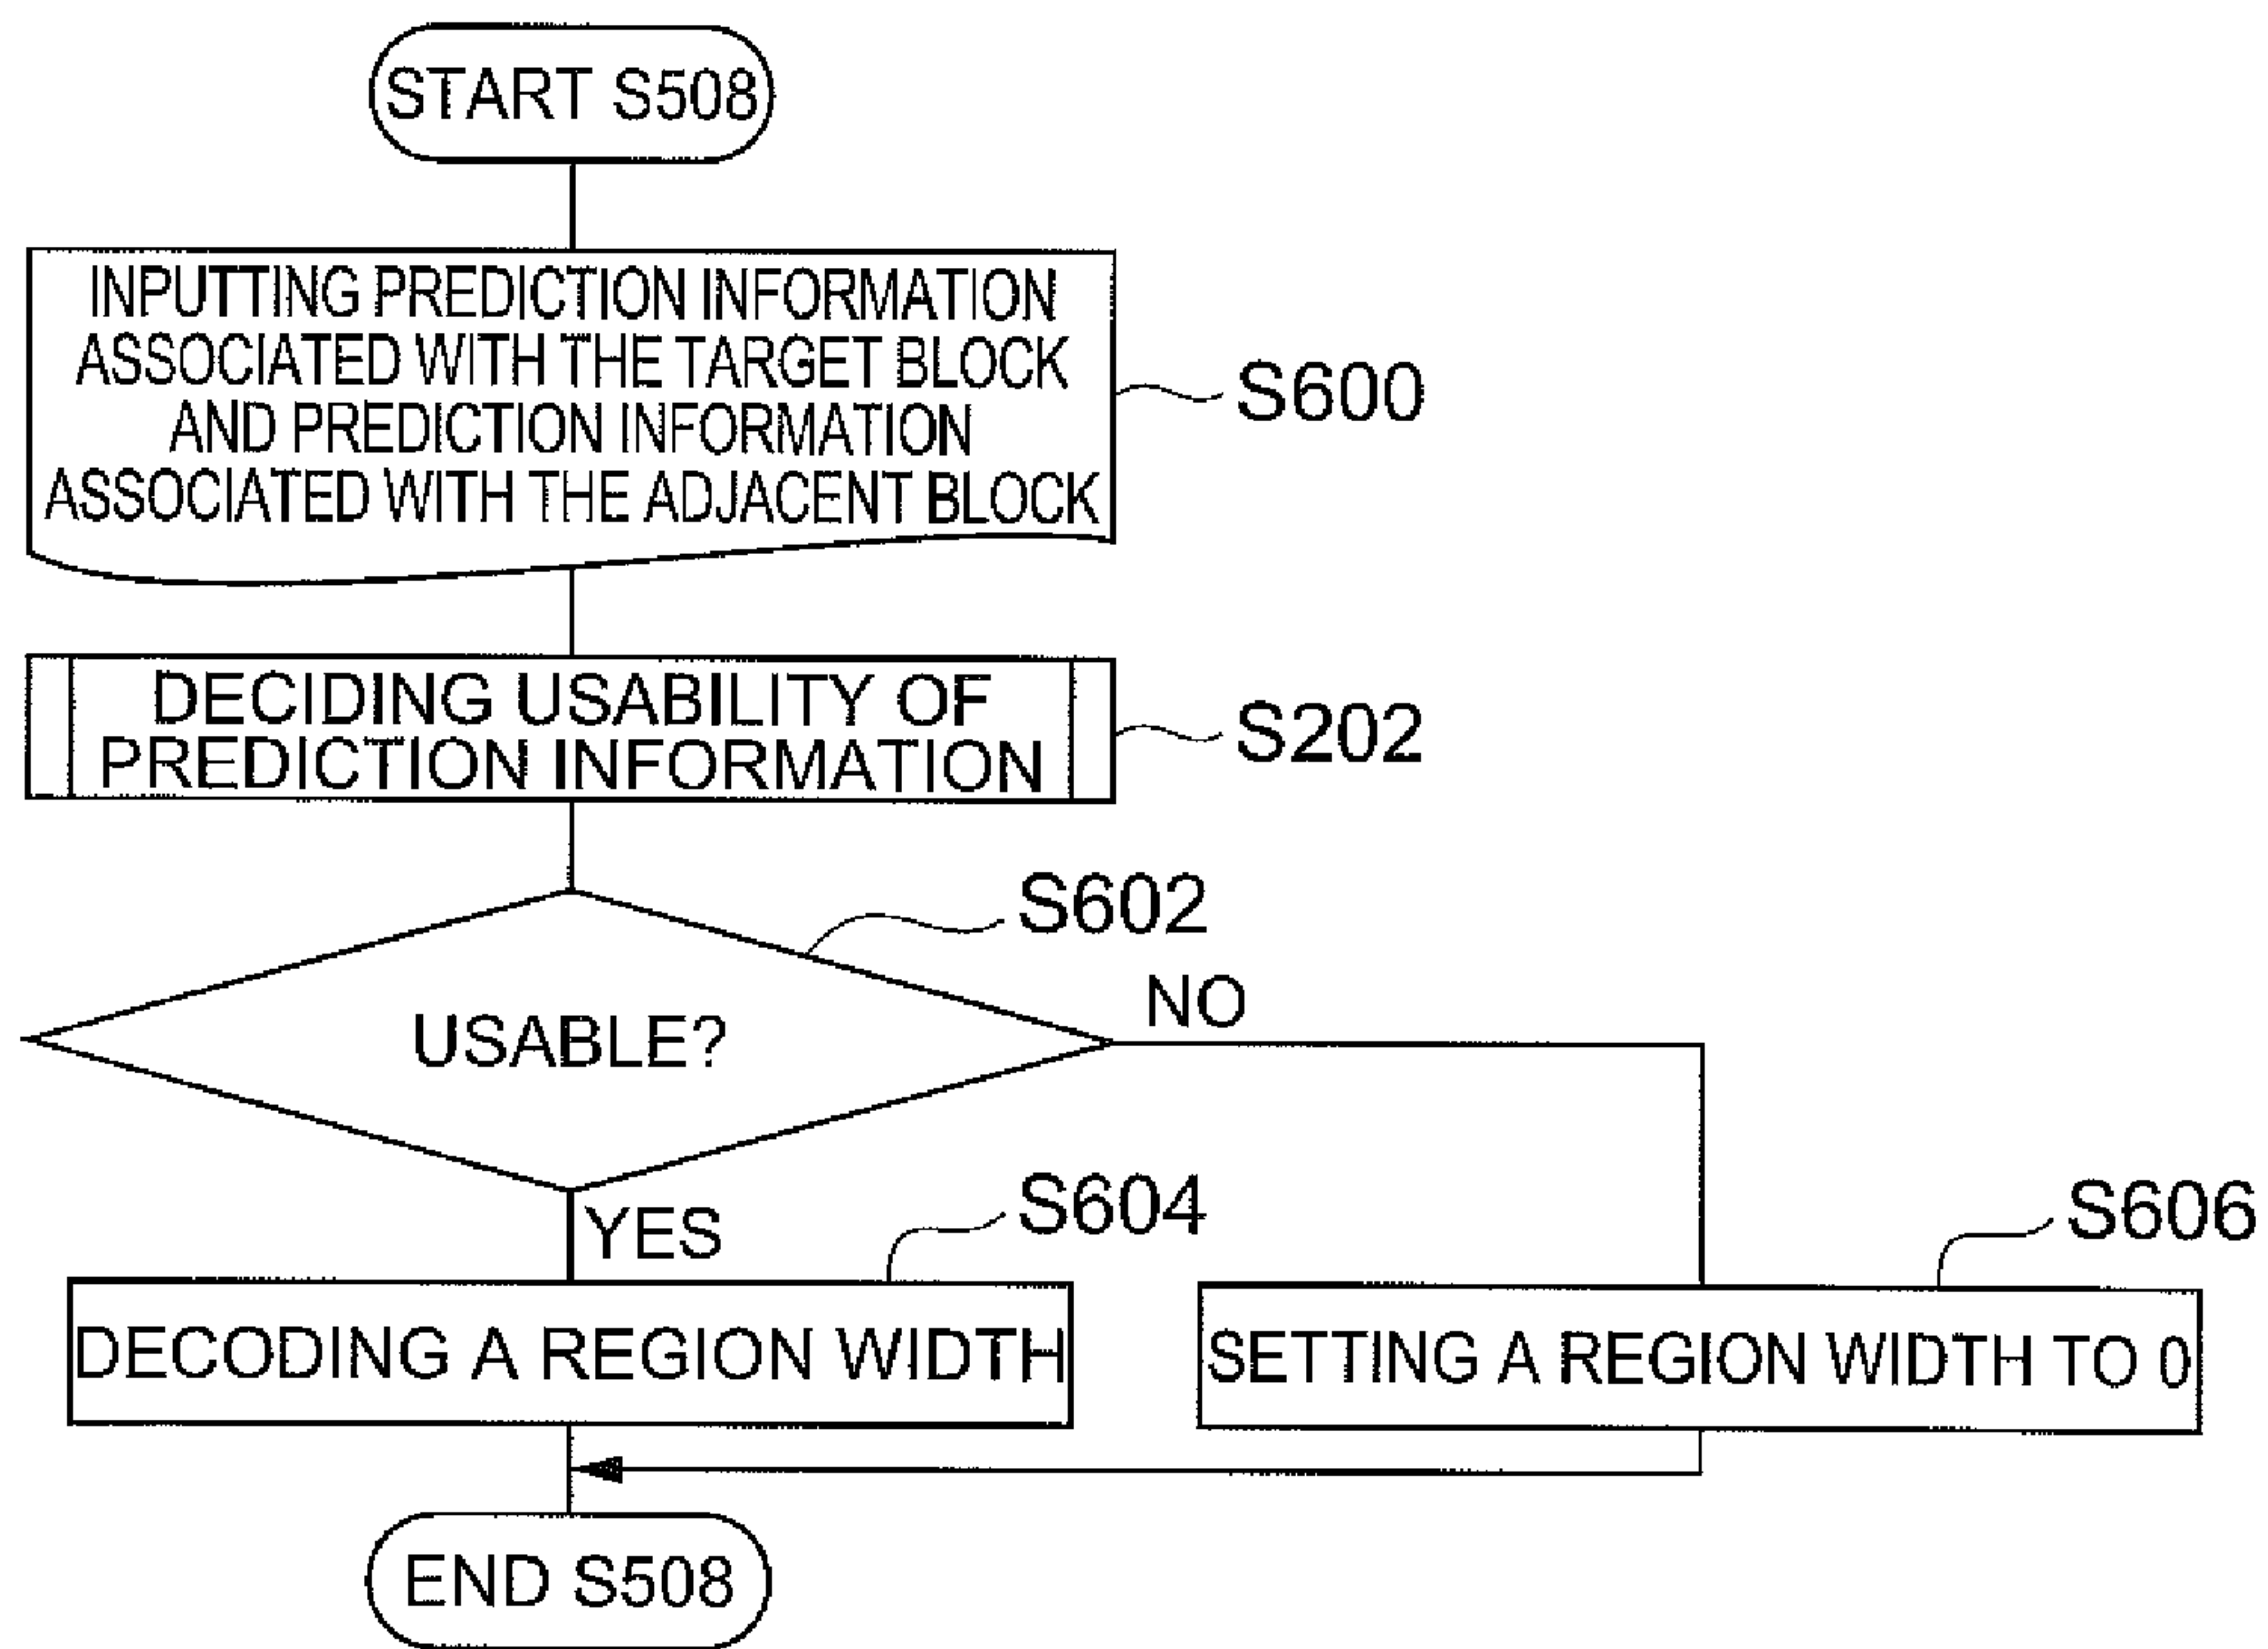 START S508
INPUTTING PREDICTION INFORMATION
ASSOCIATED WITH THE TARGET BLOCK
AND PREDICTION INFORMATION
ASSOCIATED WITH THE ADJACENT BLOCK
S600
DECIDING USABILITY OF
PREDICTION INFORMATION
S202
S602
USABLE?
NO
YES
S604
S606
DECODING A REGION WIDTH
SETTING A REGION WIDTH TO 0
END S508